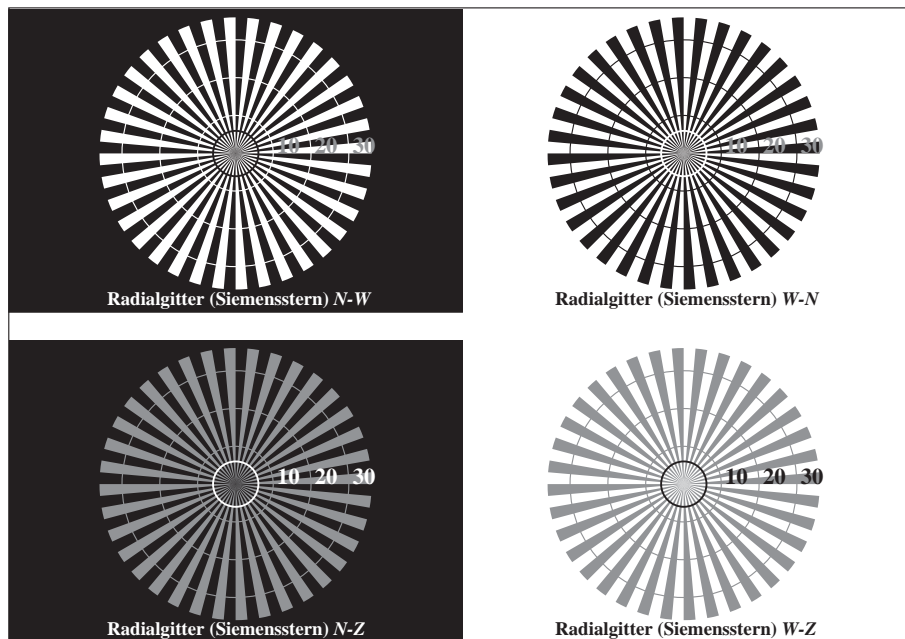 10 20 30
Radialgitter (Siemensstern) N-W
10 20 30
Radialgitter (Siemensstern) W-N
10 20 30
Radialgitter (Siemensstern) N-Z
10 20 30
Radialgitter (Siemensstern) W-Z